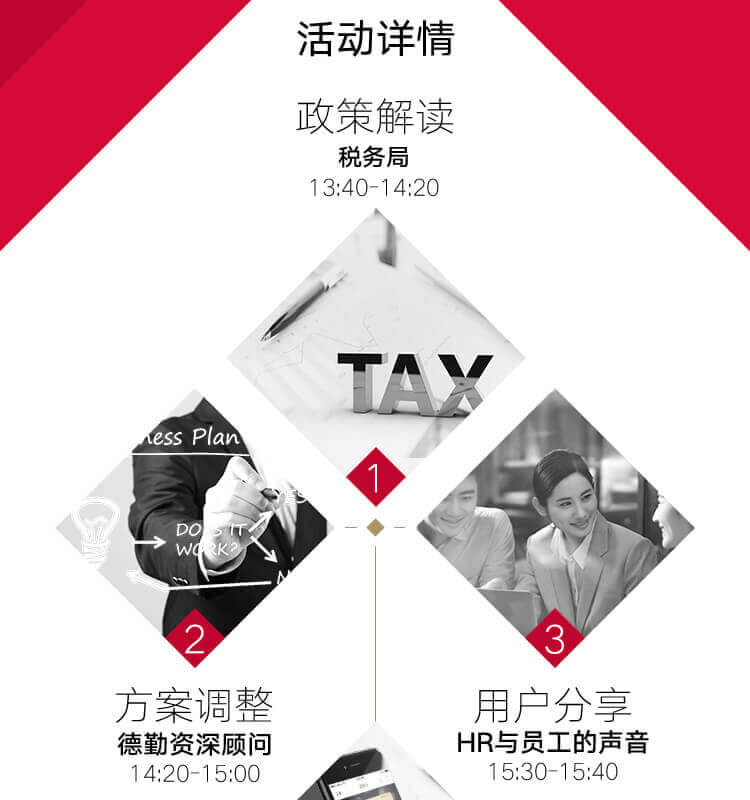 活动详情
政策解读
税务局
13:40-14:20
TAX
1
ness Plan
YES
DOES IT
WORK?
2
3
方案调整
德勤资深顾问
14:20-15:00
用户分享
HR与员工的声音
15:30-15:40